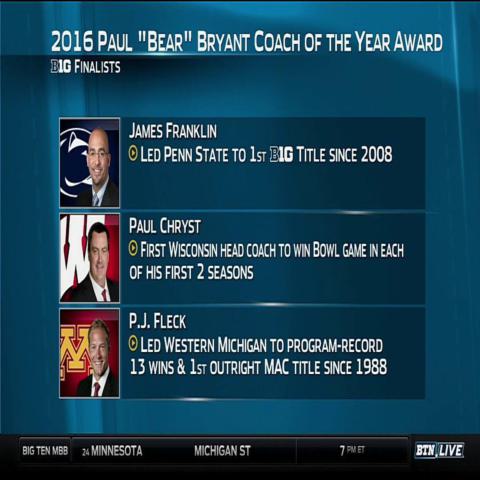 2016 Paul "Bear" Bryant Coach of the Year Award
B1G Finalists
James Franklin
Led Penn State to 1st B1G Title since 2008
Paul Chryst
First Wisconsin head coach to win Bowl game in each
of his first 2 seasons
P.J. Fleck
Led Western Michigan to program-record
13 wins & 1st outright MAC title since 1988
W
M
BIG TEN MBB 24 MINNESOTA MICHIGAN ST 7 PM ET BTN LIVE